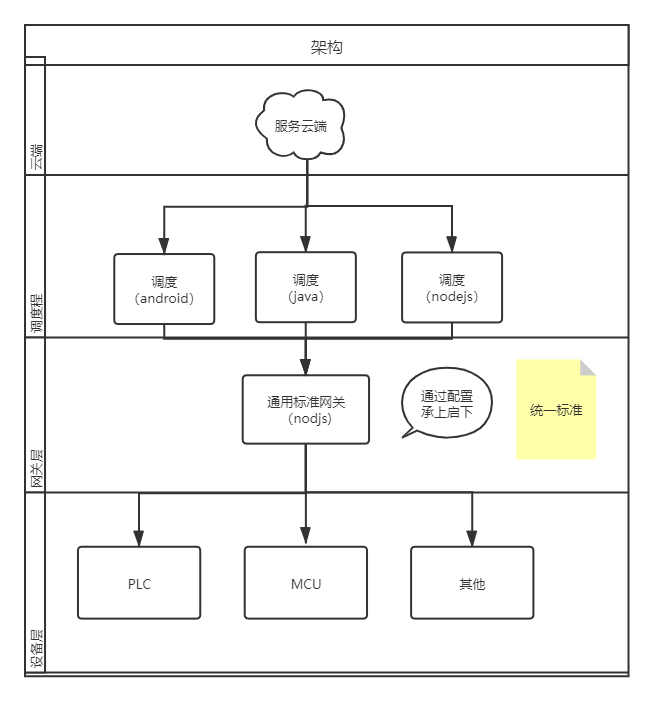 架构
云端
服务云端
调度程
调度
（android）
调度
（java）
调度
（nodejs）
网关层
通用标准网关
（nodjs）
通过配置
承上启下
统一标准
设备层
PLC
MCU
其他